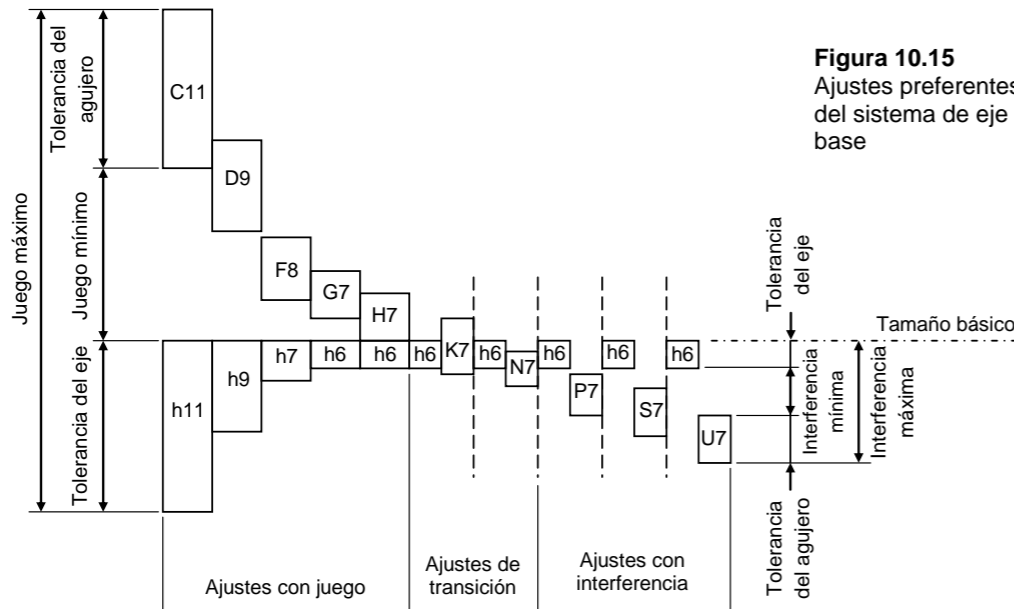 Figura 10.15
Ajustes preferentes
del sistema de eje
base
Juego máximo
Tolerancia del
agujero
Juego mínimo
Tolerancia del eje
C11
D9
F8
G7
H7
h11
h9
h7
h6
h6
h6
K7
h6
N7
h6
P7
h6
S7
h6
U7
Tolerancia
del eje
Tamaño básico
Interferencia
mínima
Interferencia
máxima
Tolerancia
del agujero
Ajustes con juego
Ajustes de
transición
Ajustes con
interferencia